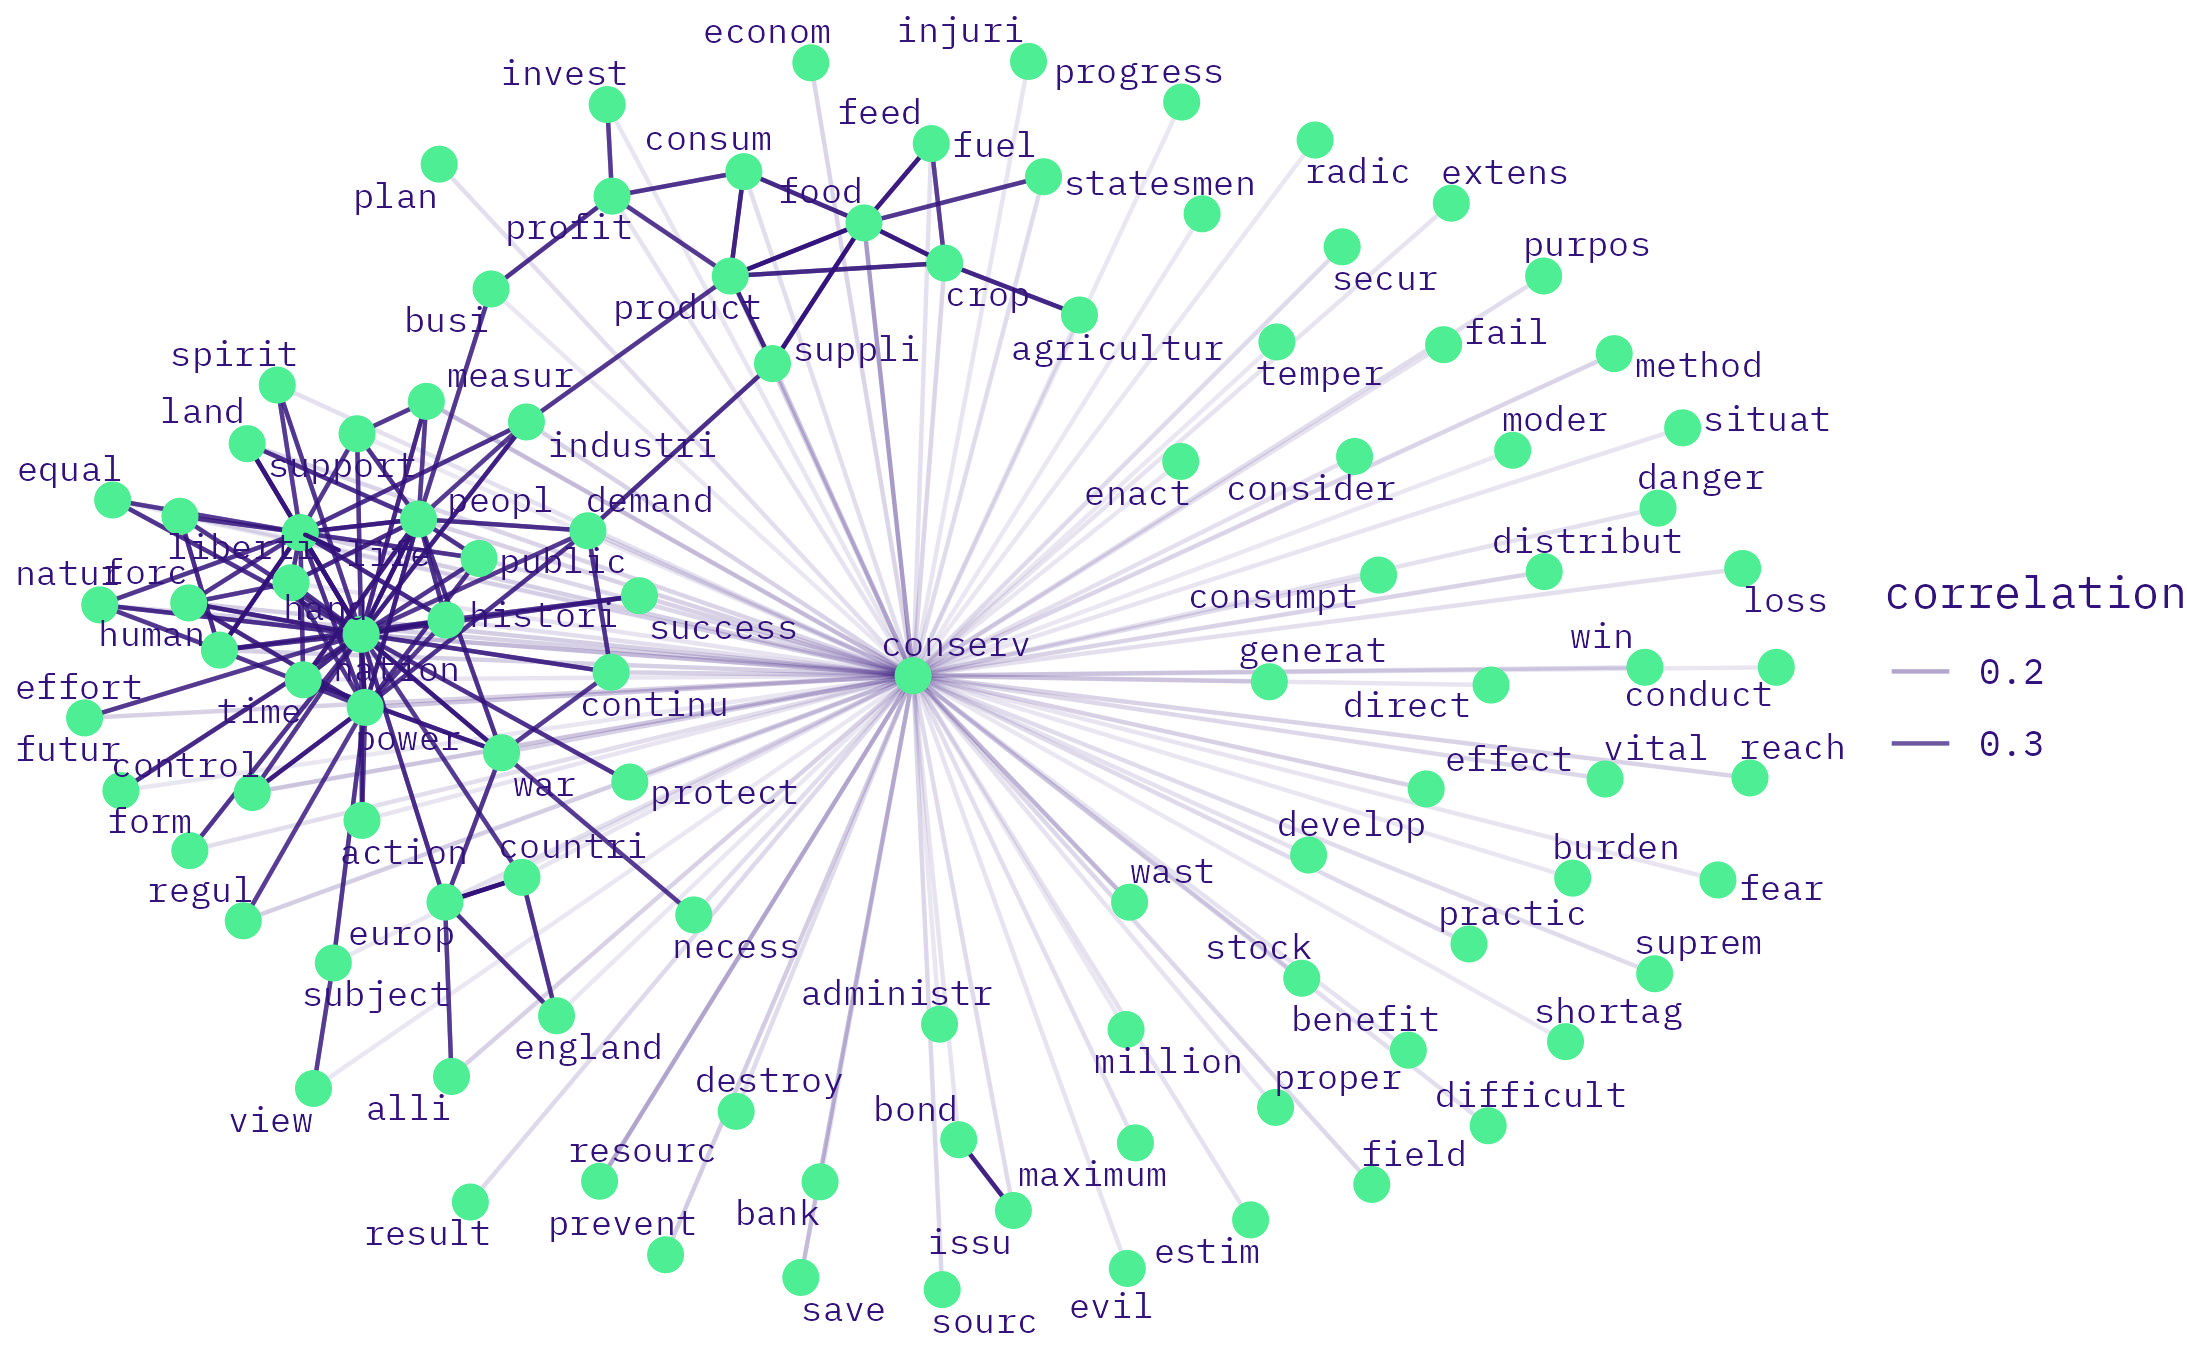 econom
injuri
invest
progress
feed
consum
fuel
food
radic
extens
plan
statesmen
profit
purpos
secur
crop
product
busi
suppli
agricultur
fail
spirit
measur
temper
method
land
moder
situat
support
industri
equal
peopl
demand
enact
consider
danger
liberti
life
public
distribut
natur
forc
consumpt
loss
hand
histori
success
human
conserv
generat
win
nation
effort
time
continu
direct
conduct
correlation
0.2
0.3
futur
control
power
war
protect
effect
vital
reach
form
action
countri
develop
burden
regul
wast
fear
europ
necess
stock
practic
suprem
subject
administr
benefit
shortag
england
million
proper
difficult
view
alli
destroy
bond
field
resourc
maximum
result
prevent
bank
issu
estim
save
sourc
evil